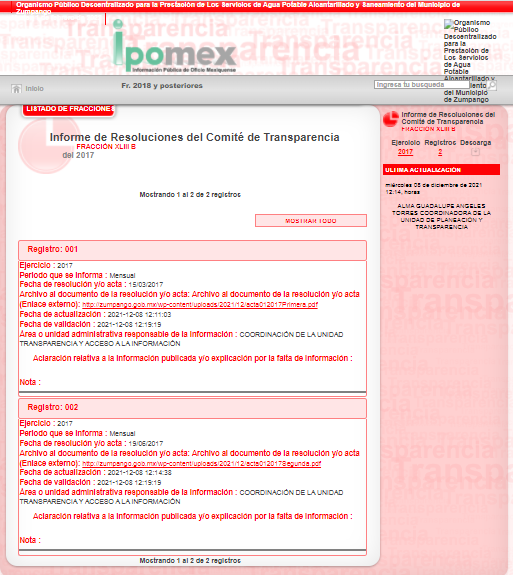 Organismo Público Descentralizado para la Prestación de Los Servicios de Agua Potable Alcantarillado y Saneamiento del Municipio de
Zumpango
ipomex
Información Pública de Oficio Mexiquense
Organismo
Público
Descentralizado
para la
Prestación de
Los Servicios
de Agua
Potable
Alcantarillado y
del Municipio
de Zumpango
Inicio
Fr. 2018 y posteriores
Ingresa tu busqueda
LISTADO DE FRACCIONES
Informe de Resoluciones del Comité de Transparencia
FRACCIÓN XLIII B
del 2017
Mostrando 1 al 2 de 2 registros
MOSTRAR TODO
Registro: 001
Ejercicio : 2017
Periodo que se informa : Mensual
Fecha de resolución y/o acta : 15/03/2017
Archivo al documento de la resolución y/o acta: Archivo al documento de la resolución y/o acta
(Enlace externo): http://zumpango.gob.mx/wp-content/uploads/2021/12/acta012017Primera.pdf
Fecha de actualización : 2021-12-08 12:11:03
Fecha de validación : 2021-12-08 12:19:19
Área o unidad administrativa responsable de la información : COORDINACIÓN DE LA UNIDAD
TRANSPARENCIA Y ACCESO A LA INFORMACIÓN
Aclaración relativa a la información publicada y/o explicación por la falta de información :
Nota :
Registro: 002
Ejercicio : 2017
Periodo que se informa : Mensual
Fecha de resolución y/o acta : 19/06/2017
Archivo al documento de la resolución y/o acta: Archivo al documento de la resolución y/o acta
(Enlace externo): http://zumpango.gob.mx/wp-content/uploads/2021/12/acta012017Segunda.pdf
Fecha de actualización : 2021-12-08 12:14:38
Fecha de validación : 2021-12-08 12:19:19
Área o unidad administrativa responsable de la información : COORDINACIÓN DE LA UNIDAD
TRANSPARENCIA Y ACCESO A LA INFORMACIÓN
Aclaración relativa a la información publicada y/o explicación por la falta de información :
Nota :
Mostrando 1 al 2 de 2 registros
Informe de Resoluciones del
Comité de Transparencia
FRACCIÓN XLIII B
Ejercicio Registros Descarga
2017 2
ULTIMA ACTUALIZACIÓN
miércoles 08 de diciembre de 2021
12:14, horas
ALMA GUADALUPE ANGELES
TORRES COORDINADORA DE LA
UNIDAD DE PLANEACIÓN Y
TRANSPARENCIA